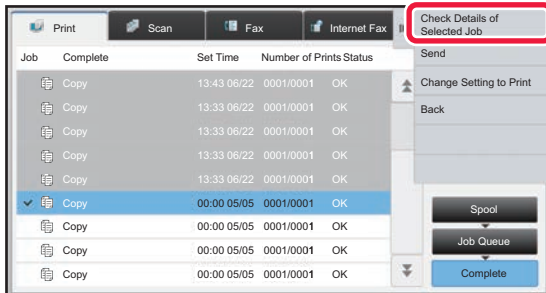 Print
Scan
Fax
Internet Fax
Check Details of
Selected Job
Send
Change Setting to Print
Back
Job Complete Set Time Number of Prints Status
Copy 13:43 06/22 0001/0001 OK
Copy 13:33 06/22 0001/0001 OK
Copy 13:33 06/22 0001/0001 OK
Copy 13:33 06/22 0001/0001 OK
Copy 13:33 06/22 0001/0001 OK
Copy 00:00 05/05 0001/0001 OK
Copy 00:00 05/05 0001/0001 OK
Copy 00:00 05/05 0001/0001 OK
Copy 00:00 05/05 0001/0001 OK
Spool
Job Queue
Complete